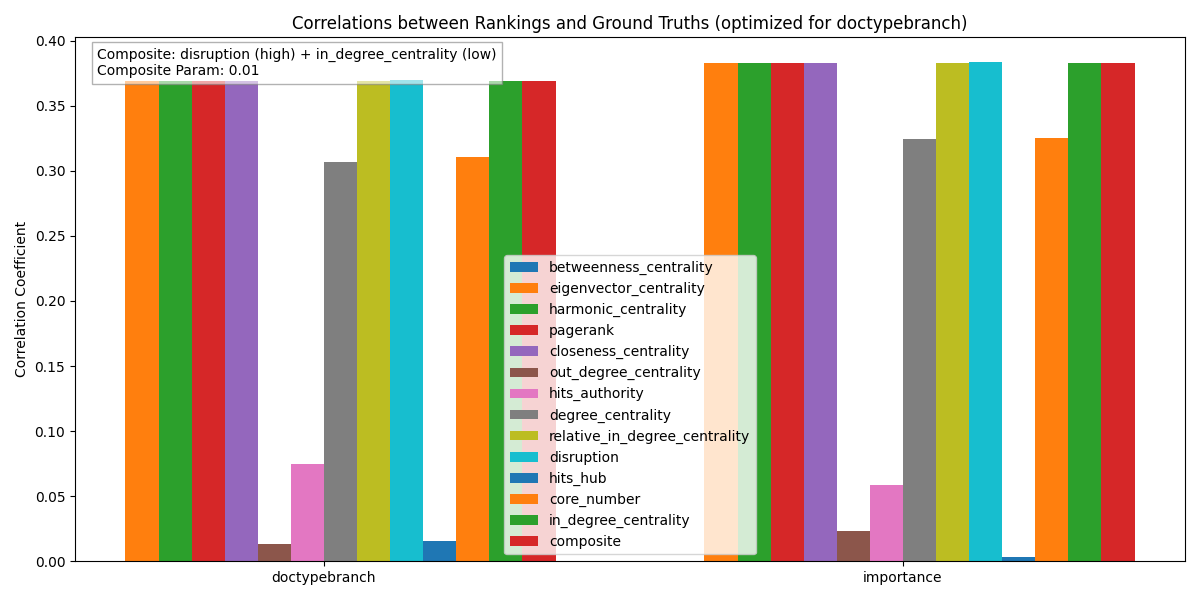 Correlations between Rankings and Ground Truths (optimized for doctypebranch)
Composite: disruption (high) + in_degree_centrality (low)
Composite Param: 0.01
Correlation Coefficient
0.40
0.35
0.30
0.25
0.20
0.15
0.10
0.05
0.00
betweenness_centrality
eigenvector_centrality
harmonic_centrality
pagerank
closeness_centrality
out_degree_centrality
hits_authority
degree_centrality
relative_in_degree_centrality
disruption
hits_hub
core_number
in_degree_centrality
composite
doctypebranch
importance